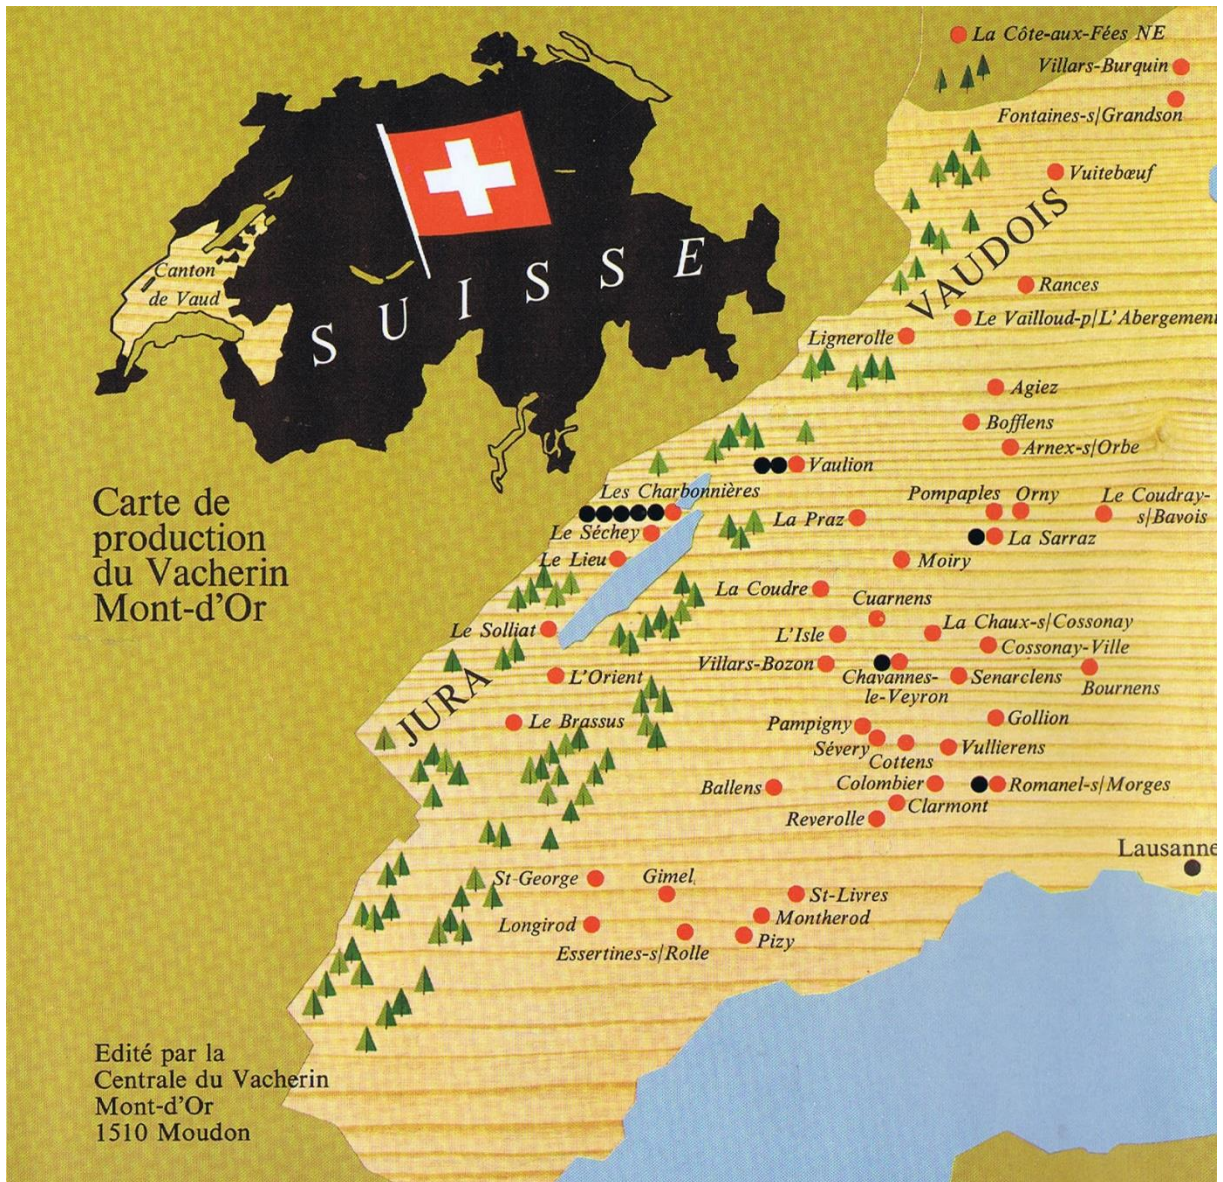 La Côte-aux-Fées NE
Villars-Burquin
Fontaines-s/Grandson
Vuitebœuf
VAUDOIS
Canton
de Vaud
SUISSE
Rances
Le Vailloud-p/L'Abergement
Lignerolle
Agiez
Bofflens
Arnex-s/Orbe
Vaulion
Carte de
production
du Vacherin
Mont-d'Or
Les Charbonnières
Pompaples
Orny
Le Coudray-
s/Bavois
La Praz
Le Séchey
La Sarraz
Le Lieu
Moiry
La Coudre
Cuarnens
La Chaux-s/Cossonay
Le Solliat
L'Isle
Cossonay-Ville
Villars-Bozon
Chavannes-
le-Veyron
Senarclens
Bournens
L'Orient
JURA
Le Brassus
Pampigny
Gollion
Sévery
Cottens
Vullierens
Ballens
Colombier
Romanel-s/Morges
Clarmont
Reverolle
Lausanne
St-George
Gimel
St-Livres
Longirod
Montherod
Essertines-s/Rolle
Pizy
Edité par la
Centrale du Vacherin
Mont-d'Or
1510 Moudon